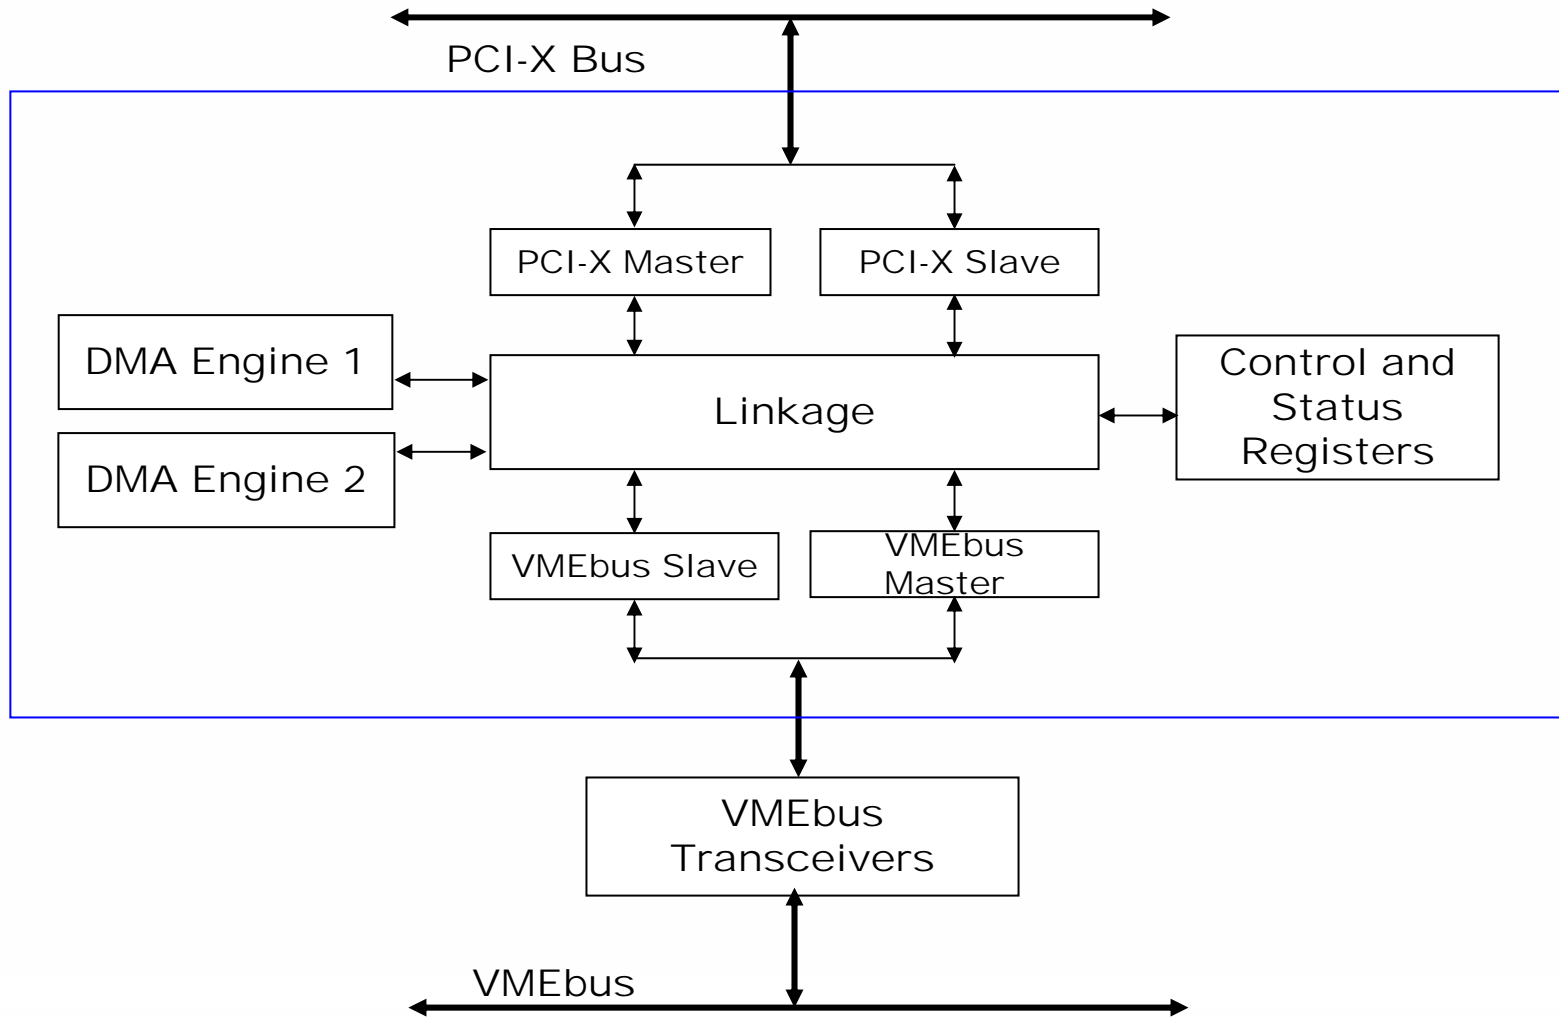 PCI-X Bus
PCI-X Master
PCI-X Slave
DMA Engine 1
DMA Engine 2
Linkage
Control and
Status
Registers
VMEbus Slave
VMEbus
Master
VMEbus
Transceivers
VMEbus